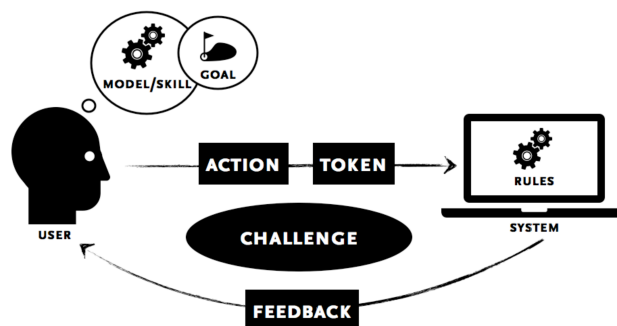 MODEL/SKILL
GOAL
ACTION
TOKEN
RULES
USER
CHALLENGE
SYSTEM
FEEDBACK